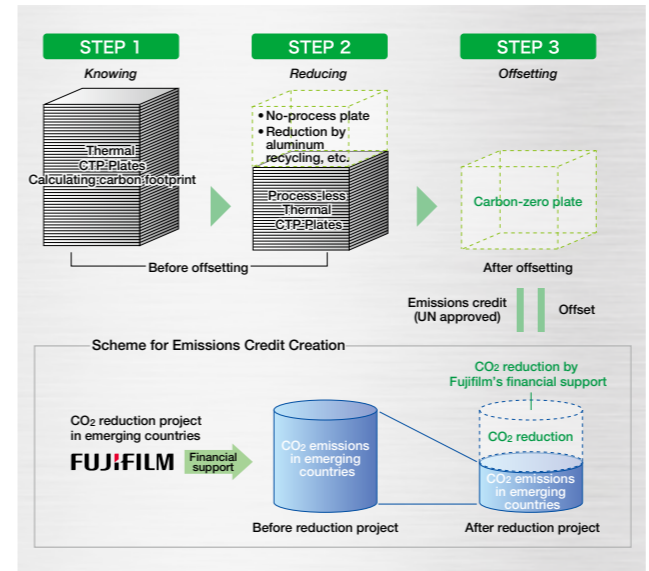 STEP 1
Knowing
Thermal
CTP-Plates
Calculating carbon footprint
STEP 2
Reducing
• No-process plate
• Reduction by
aluminum
recycling, etc.
Process-less
Thermal
CTP-Plates
Before offsetting
STEP 3
Offsetting
Carbon-zero plate
After offsetting
Emissions credit
(UN approved)
Offset
Scheme for Emissions Credit Creation
CO2 reduction project
in emerging countries
FUJIFILM
Financial
support
CO2 emissions
in emerging
countries
Before reduction project
CO2 reduction by
Fujifilm's financial support
CO2 reduction
CO2 emissions
in emerging
countries
After reduction project